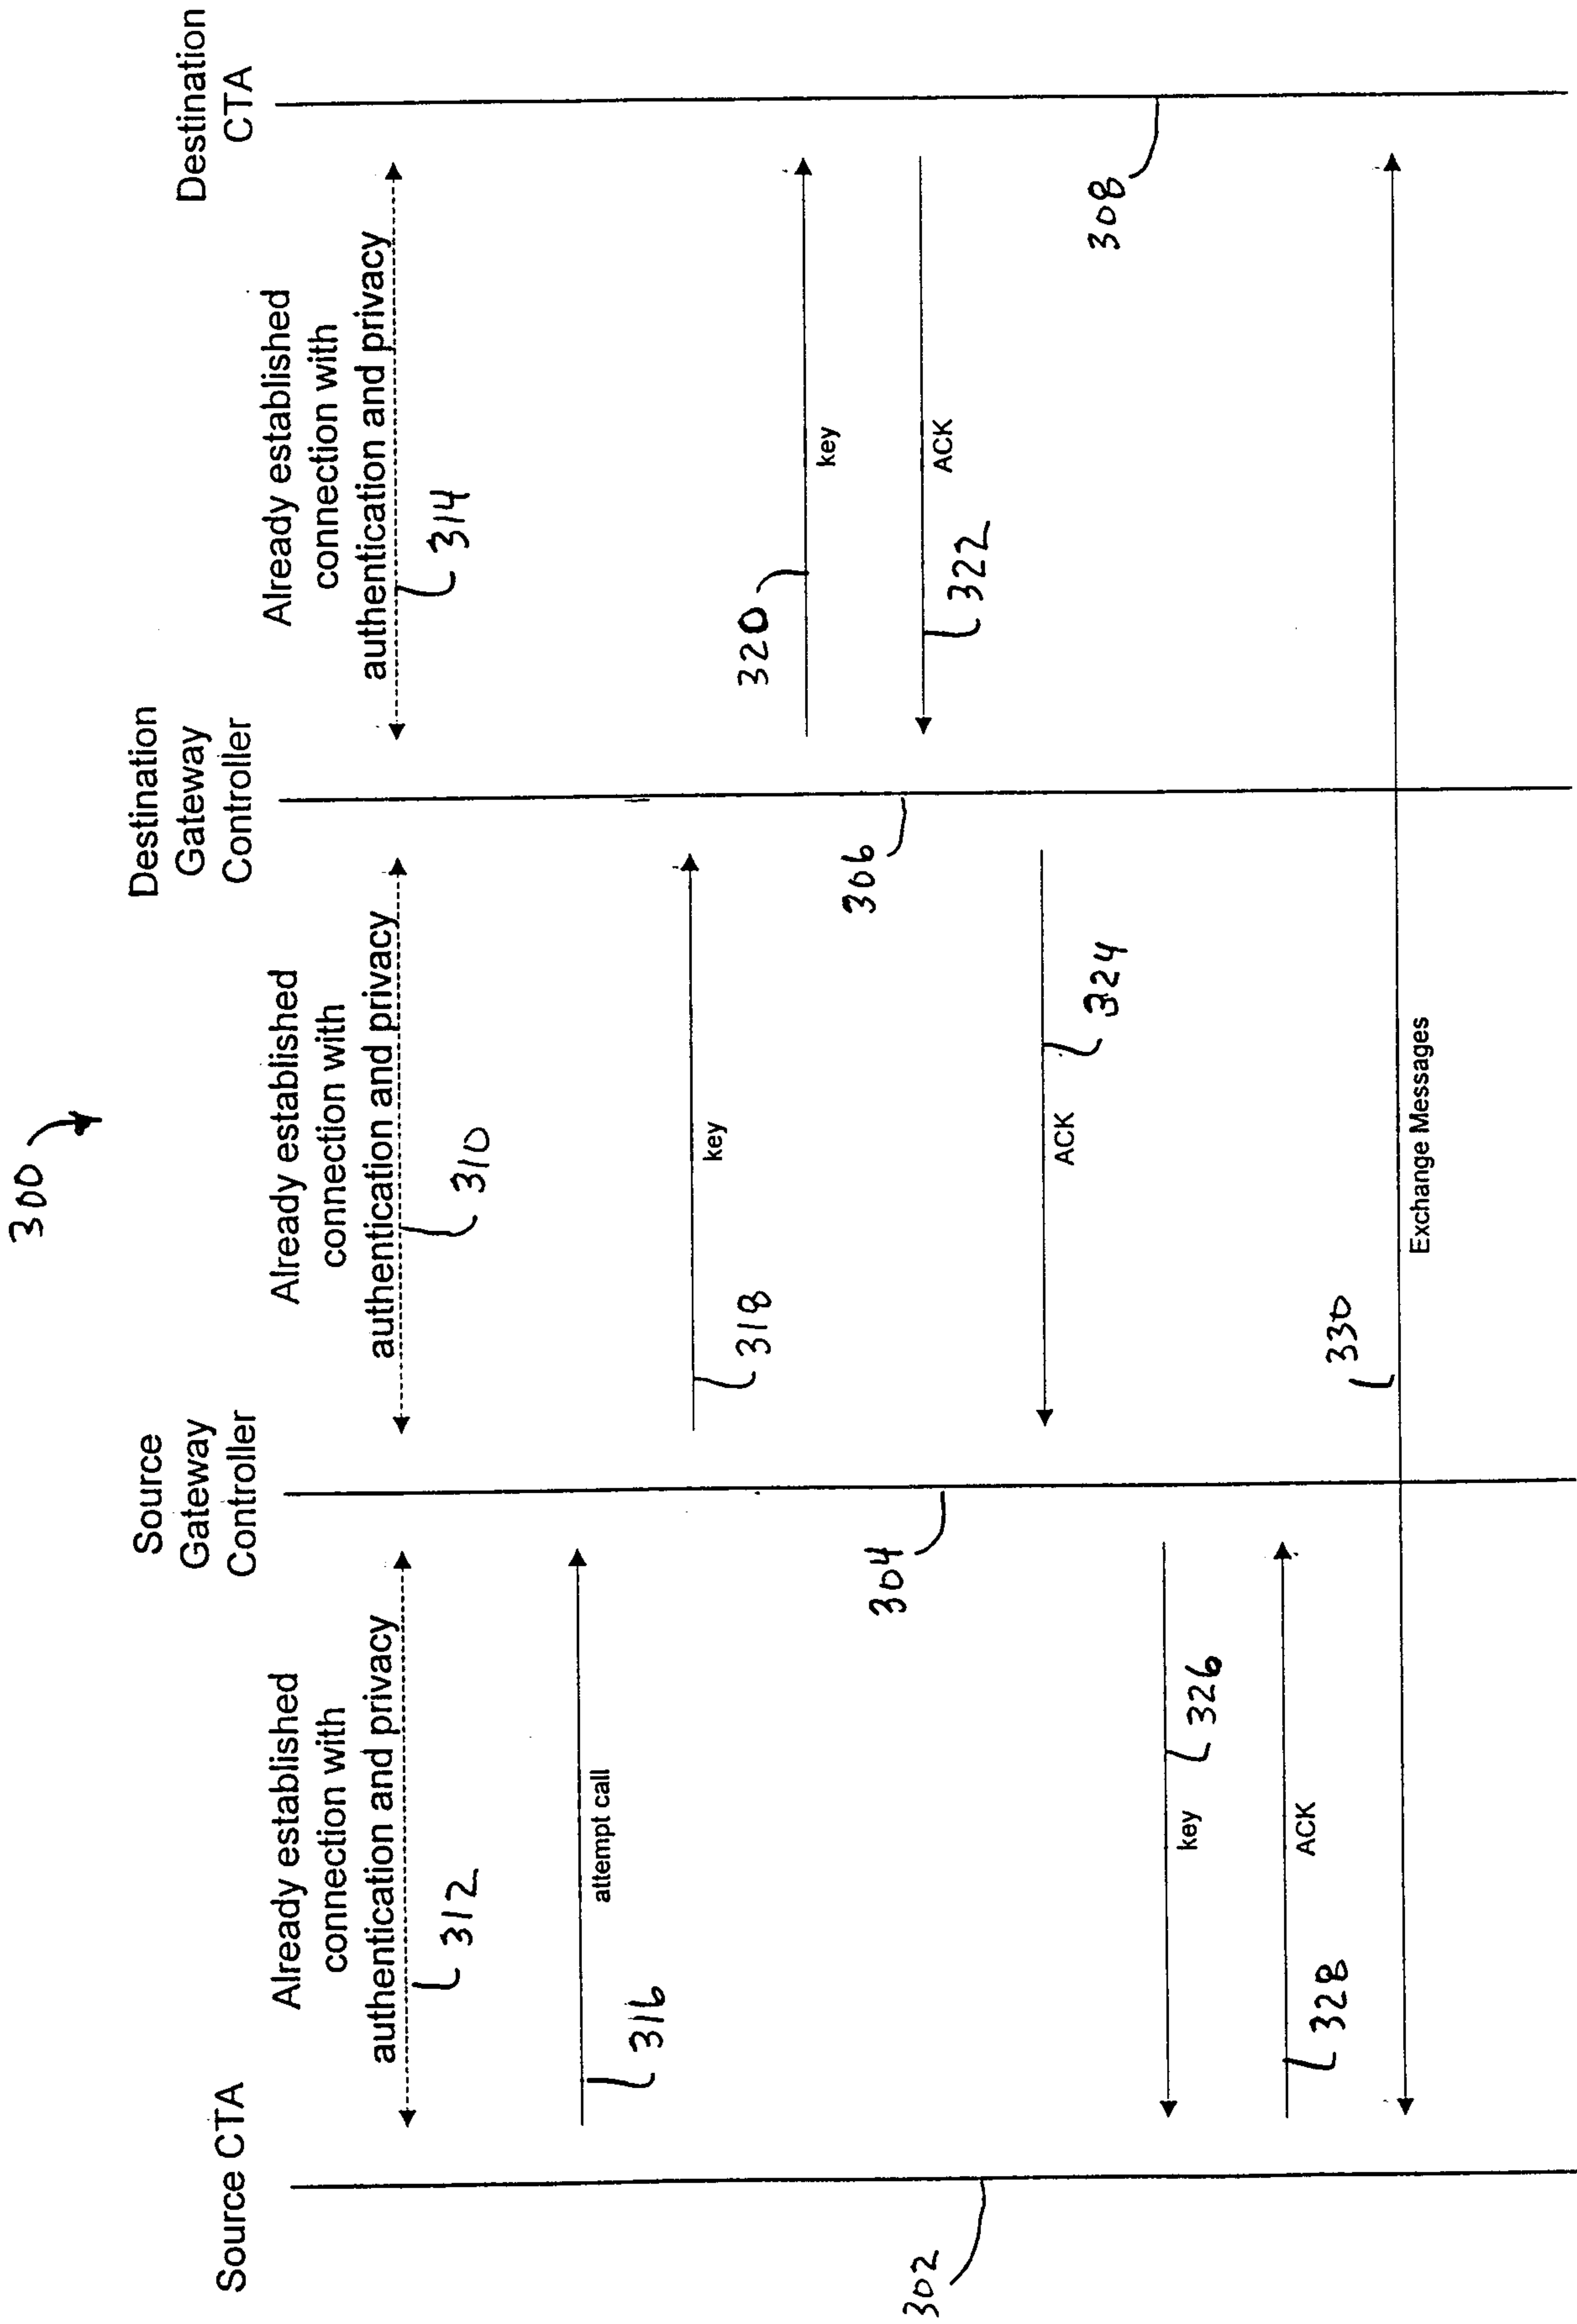 300
Source CTA
Source
Gateway
Controller
Destination
Gateway
Controller
Destination
CTA
Already established
connection with
authentication and privacy
312
Already established
connection with
authentication and privacy
310
Already established
connection with
authentication and privacy
314
attempt call
316
key
318
320
key
ACK
322
306
304
302
308
ACK
324
key
326
ACK
328
330
Exchange Messages